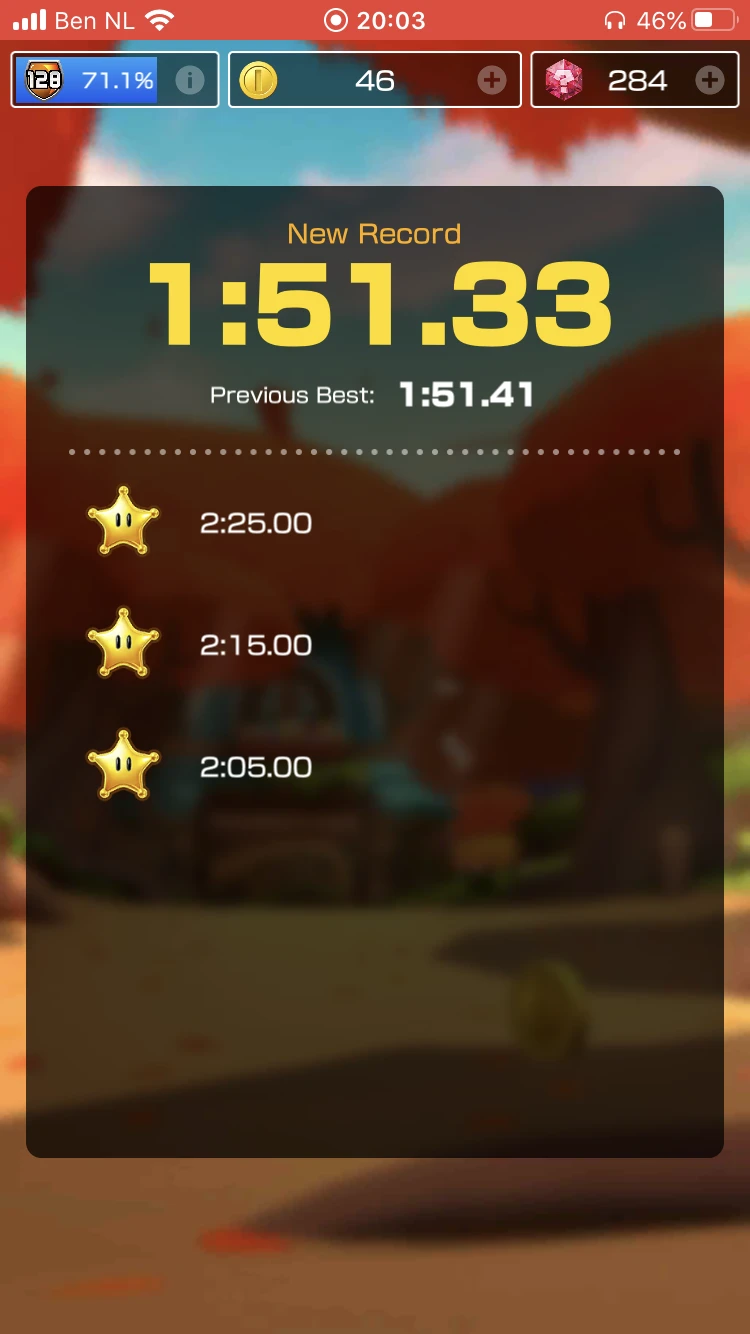 Ben NL 20:03 46%
128 71.1% i 46 + ? 284 +
New Record
1:51.33
Previous Best: 1:51.41
2:25.00
2:15.00
2:05.00